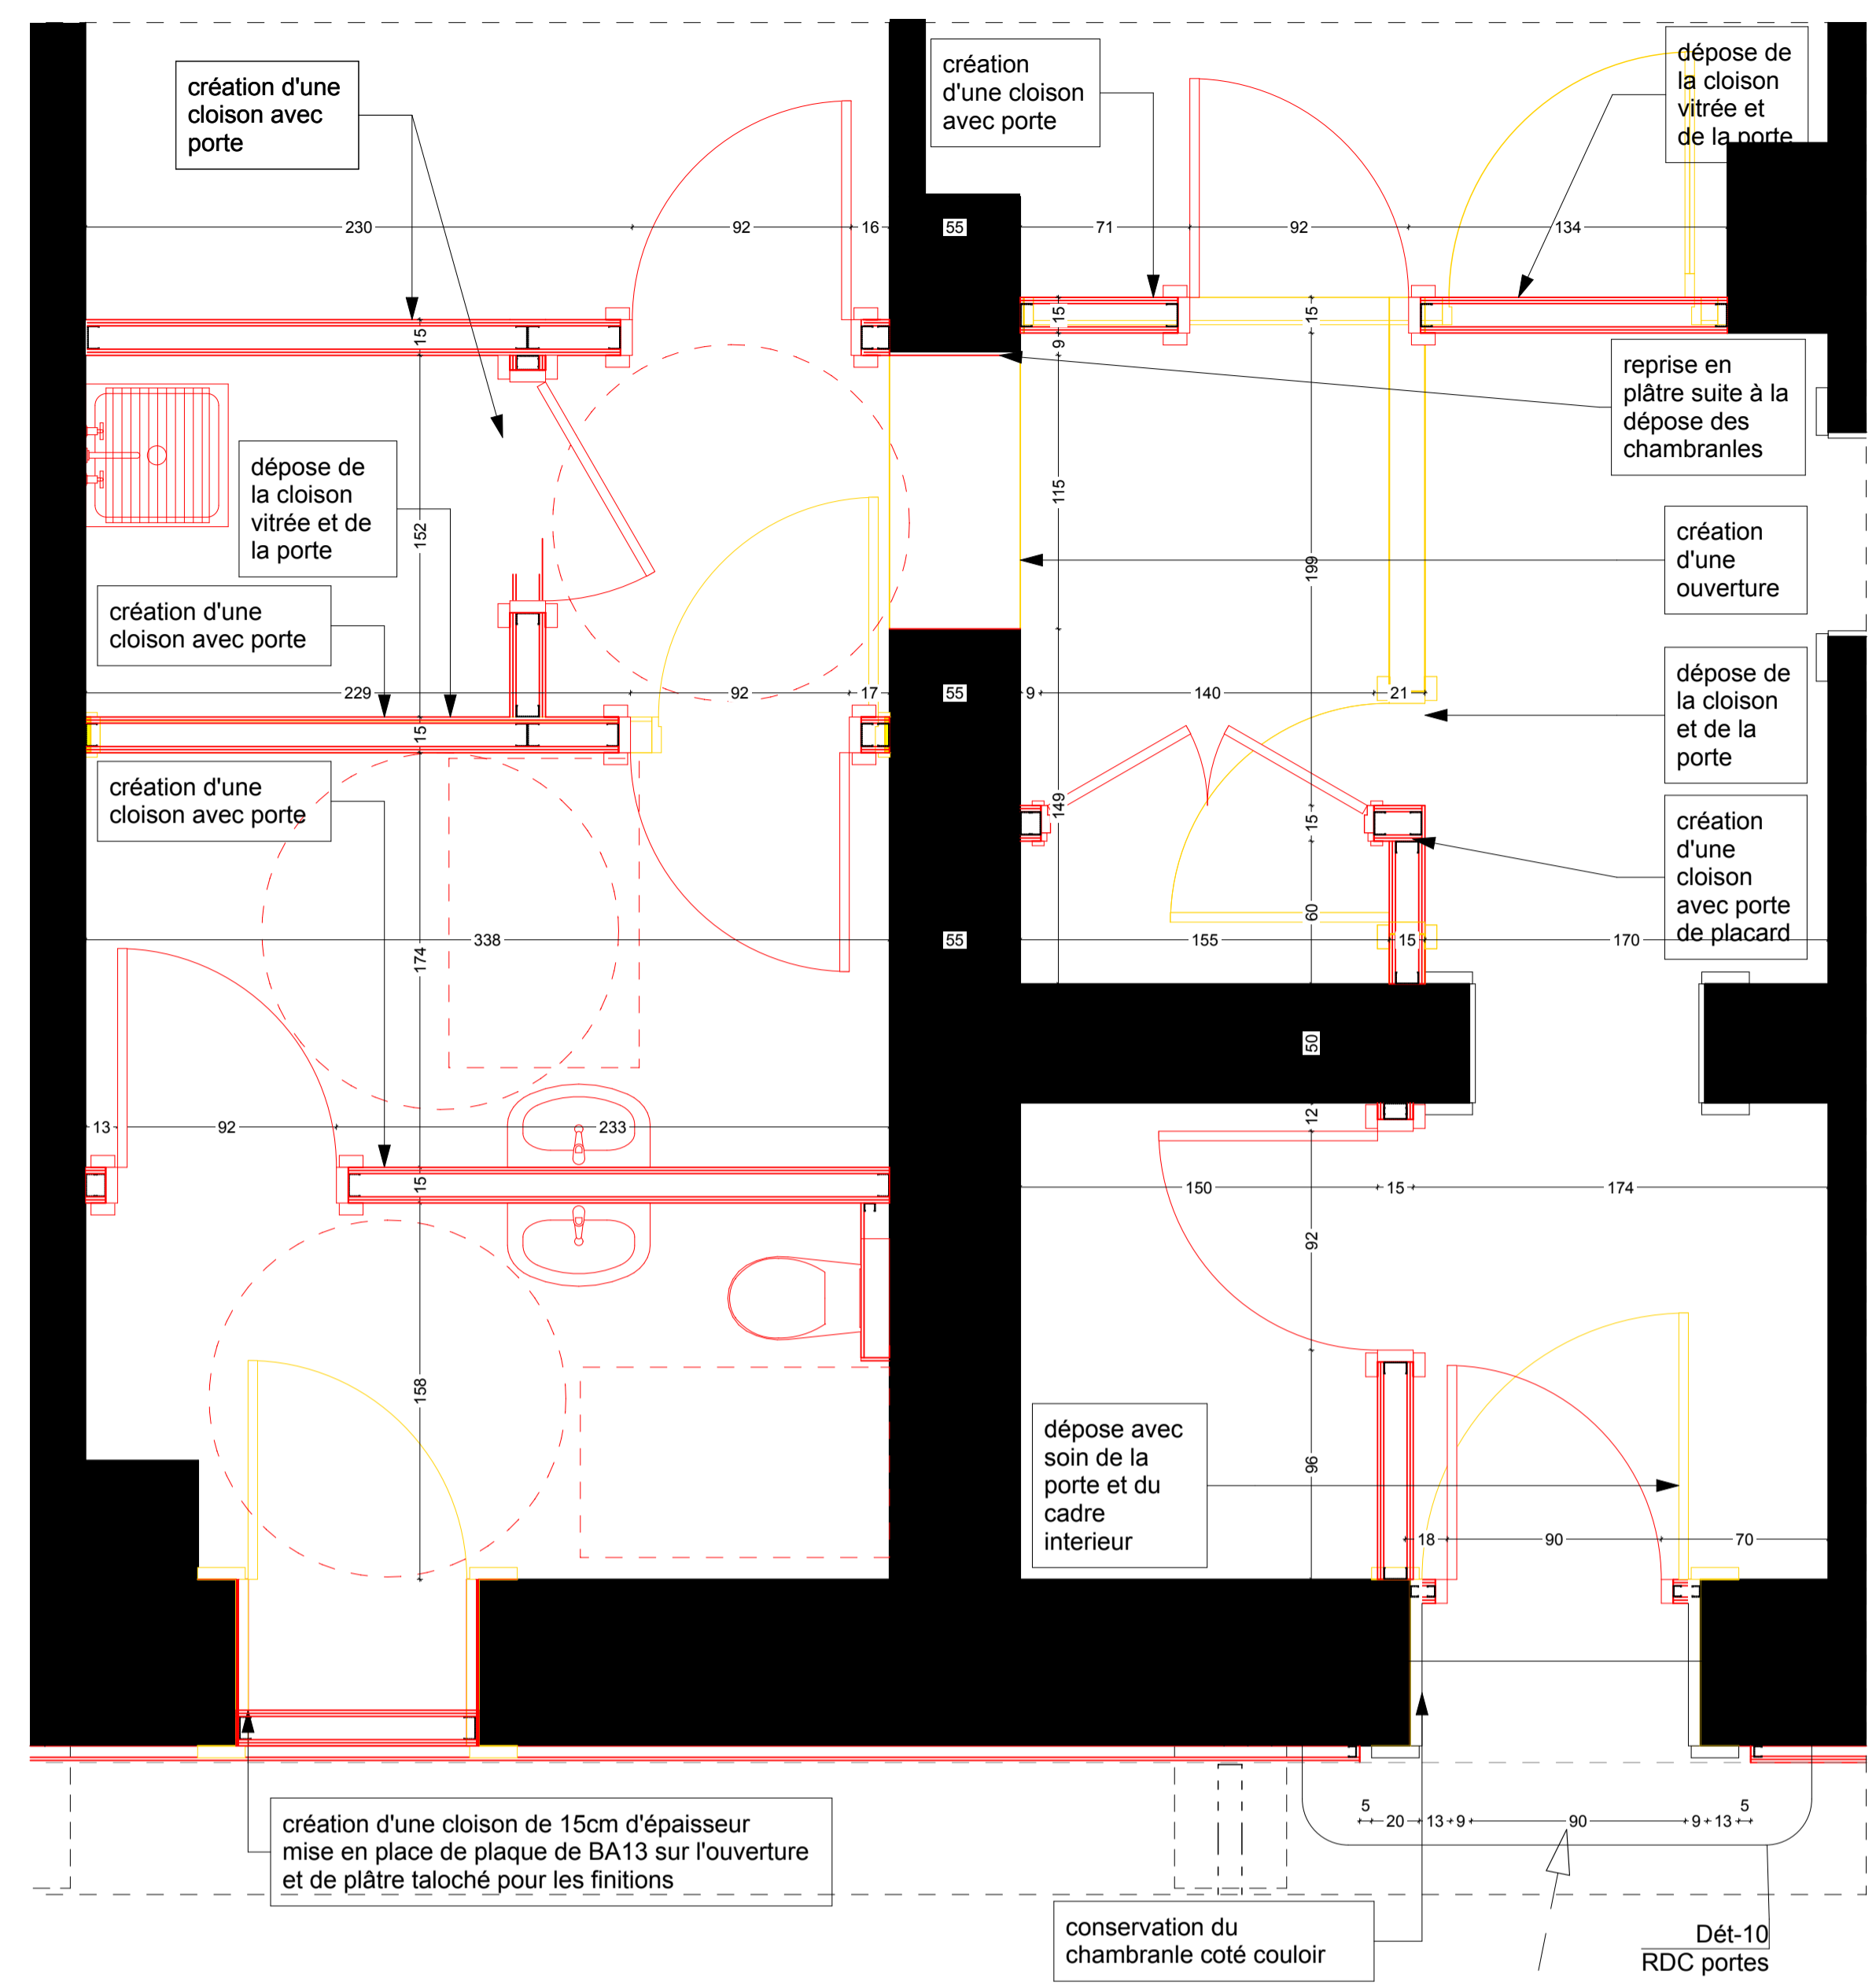 création d'une
cloison avec
porte
création
d'une cloison
avec porte
dépose de
la cloison
vitrée et
de la porte
230
92
16
55
71
92
134
15
15
9
15
reprise en
plâtre suite à la
dépose des
chambranles
dépose de
la cloison
vitrée et de
la porte
152
115
199
création
d'une
ouverture
création d'une
cloison avec porte
229
92
17
55
9
140
21
dépose de
la cloison
et de la
porte
15
création d'une
cloison avec porte
149
15
création
d'une
cloison
avec porte
de placard
60
338
174
55
155
15
170
50
13
92
233
12
15
150
15
174
92
158
dépose avec
soin de la
porte et du
cadre
interieur
96
18
90
70
création d'une cloison de 15cm d'épaisseur
mise en place de plaque de BA13 sur l'ouverture
et de plâtre taloché pour les finitions
5
20
13
9
90
9
13
5
conservation du
chambranle coté couloir
Dét-10
RDC portes